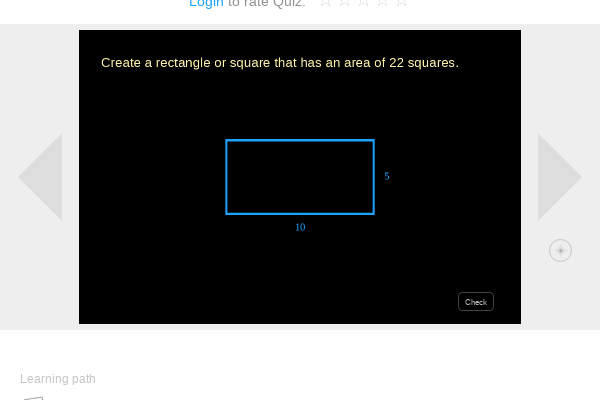 Login to rate Quiz.
Create a rectangle or square that has an area of 22 squares.
5
10
Check
Learning path